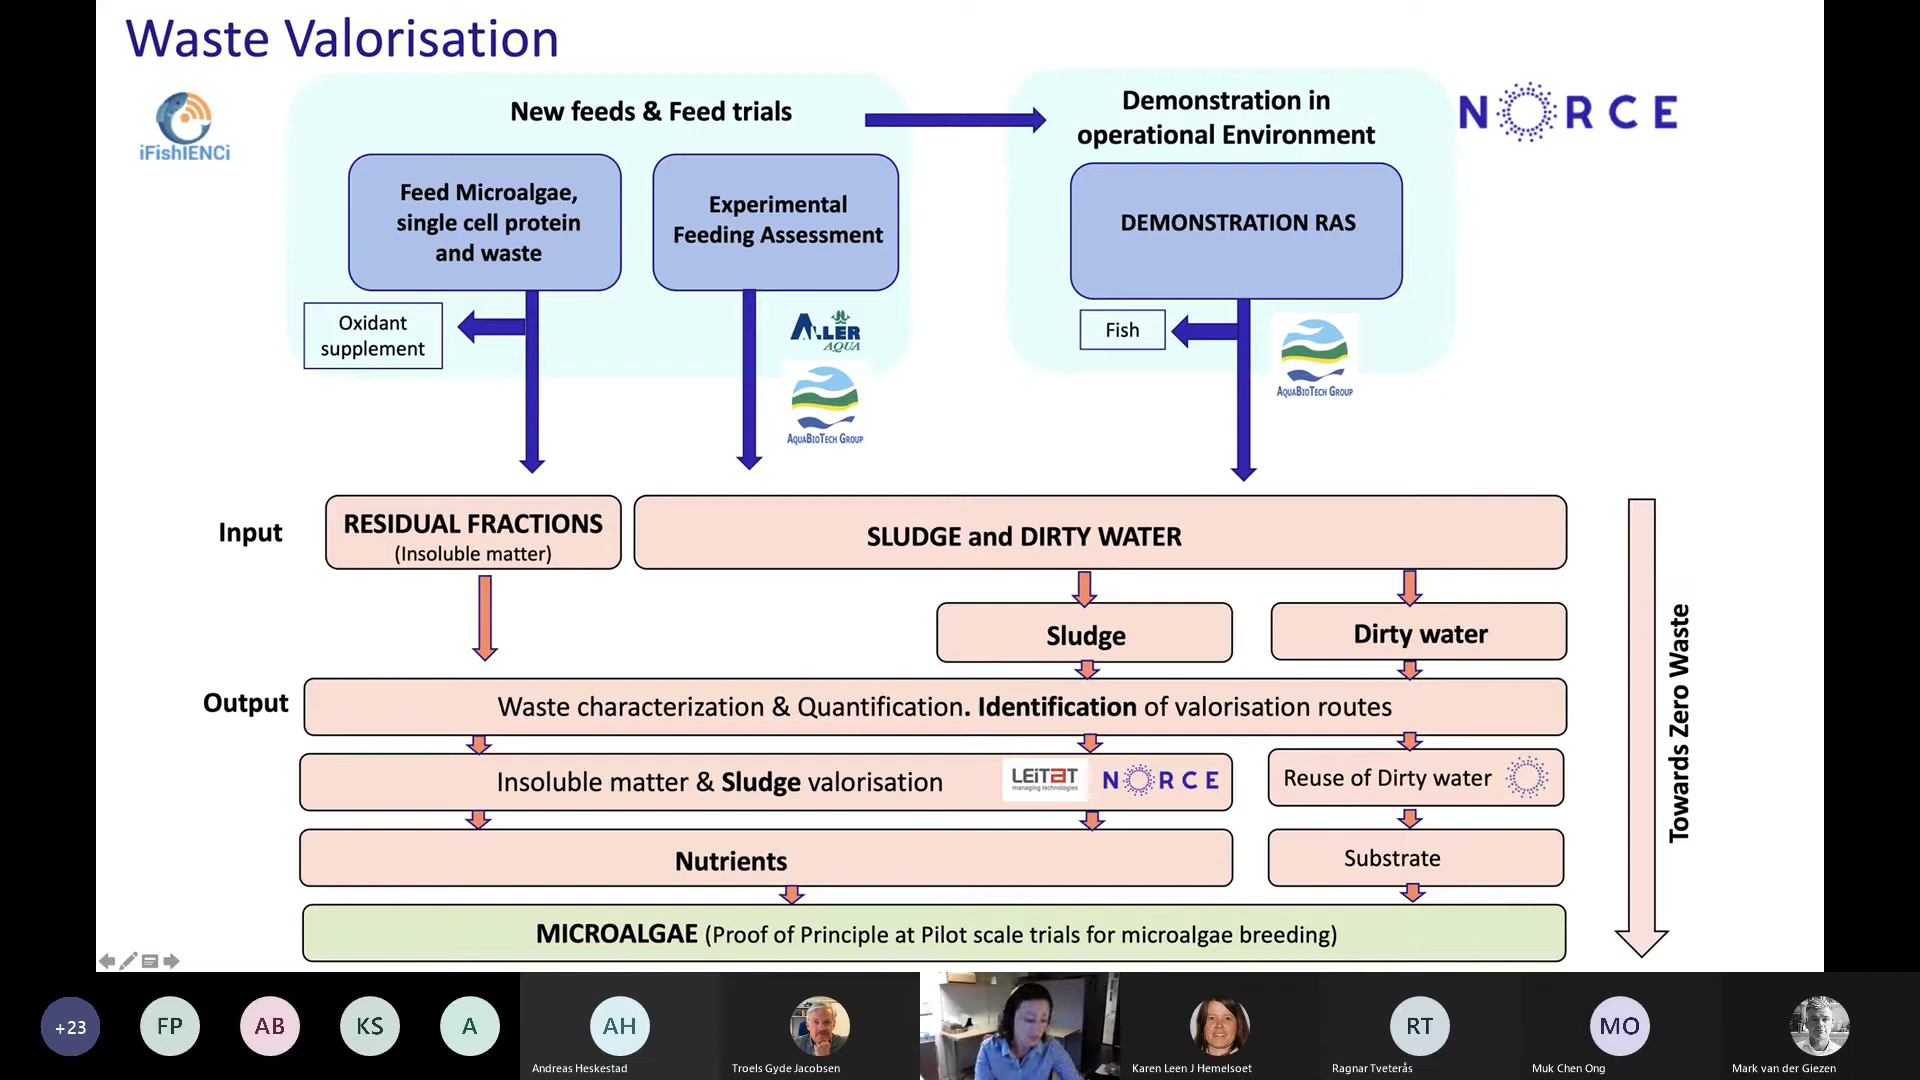 Waste Valorisation
iFishIENCi
New feeds & Feed trials
Demonstration in
operational Environment
NORCE
Feed Microalgae,
single cell protein
and waste
Experimental
Feeding Assessment
DEMONSTRATION RAS
Oxidant
supplement
ALLER
AQUA
Fish
AQUABIOTECH GROUP
AQUABIOTECH GROUP
Input
RESIDUAL FRACTIONS
(Insoluble matter)
SLUDGE and DIRTY WATER
Sludge
Dirty water
Output
Waste characterization & Quantification. Identification of valorisation routes
Insoluble matter & Sludge valorisation
LEITAT
managing technologies
NORCE
Reuse of Dirty water
Nutrients
Substrate
MICROALGAE (Proof of Principle at Pilot scale trials for microalgae breeding)
Towards Zero Waste
+23
FP
AB
KS
A
AH
RT
MO
Andreas Heskestad
Troels Gyde Jacobsen
Karen Leen J Hemelsoet
Ragnar Tveterås
Muk Chen Ong
Mark van der Giezen